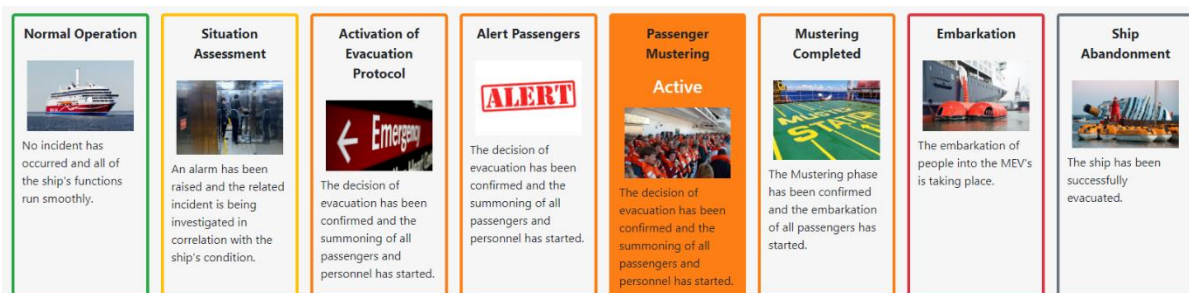 Normal Operation
No incident has
occurred and all of
the ship's functions
run smoothly.
Situation
Assessment
An alarm has been
raised and the related
incident is being
investigated in
correlation with the
ship's condition.
Activation of
Evacuation
Protocol
Emergency
The decision of
evacuation has been
confirmed and the
summoning of all
passengers and
personnel has started.
Alert Passengers
ALERT
The decision of
evacuation has been
confirmed and the
summoning of all
passengers and
personnel has started.
Passenger
Mustering
Active
The decision of
evacuation has been
confirmed and the
summoning of all
passengers and
personnel has started.
Mustering
Completed
MUSTER
STATION
The Mustering phase
has been confirmed
and the embarkation
of all passengers has
started.
Embarkation
The embarkation of
people into the MEV's
is taking place.
Ship
Abandonment
The ship has been
successfully
evacuated.